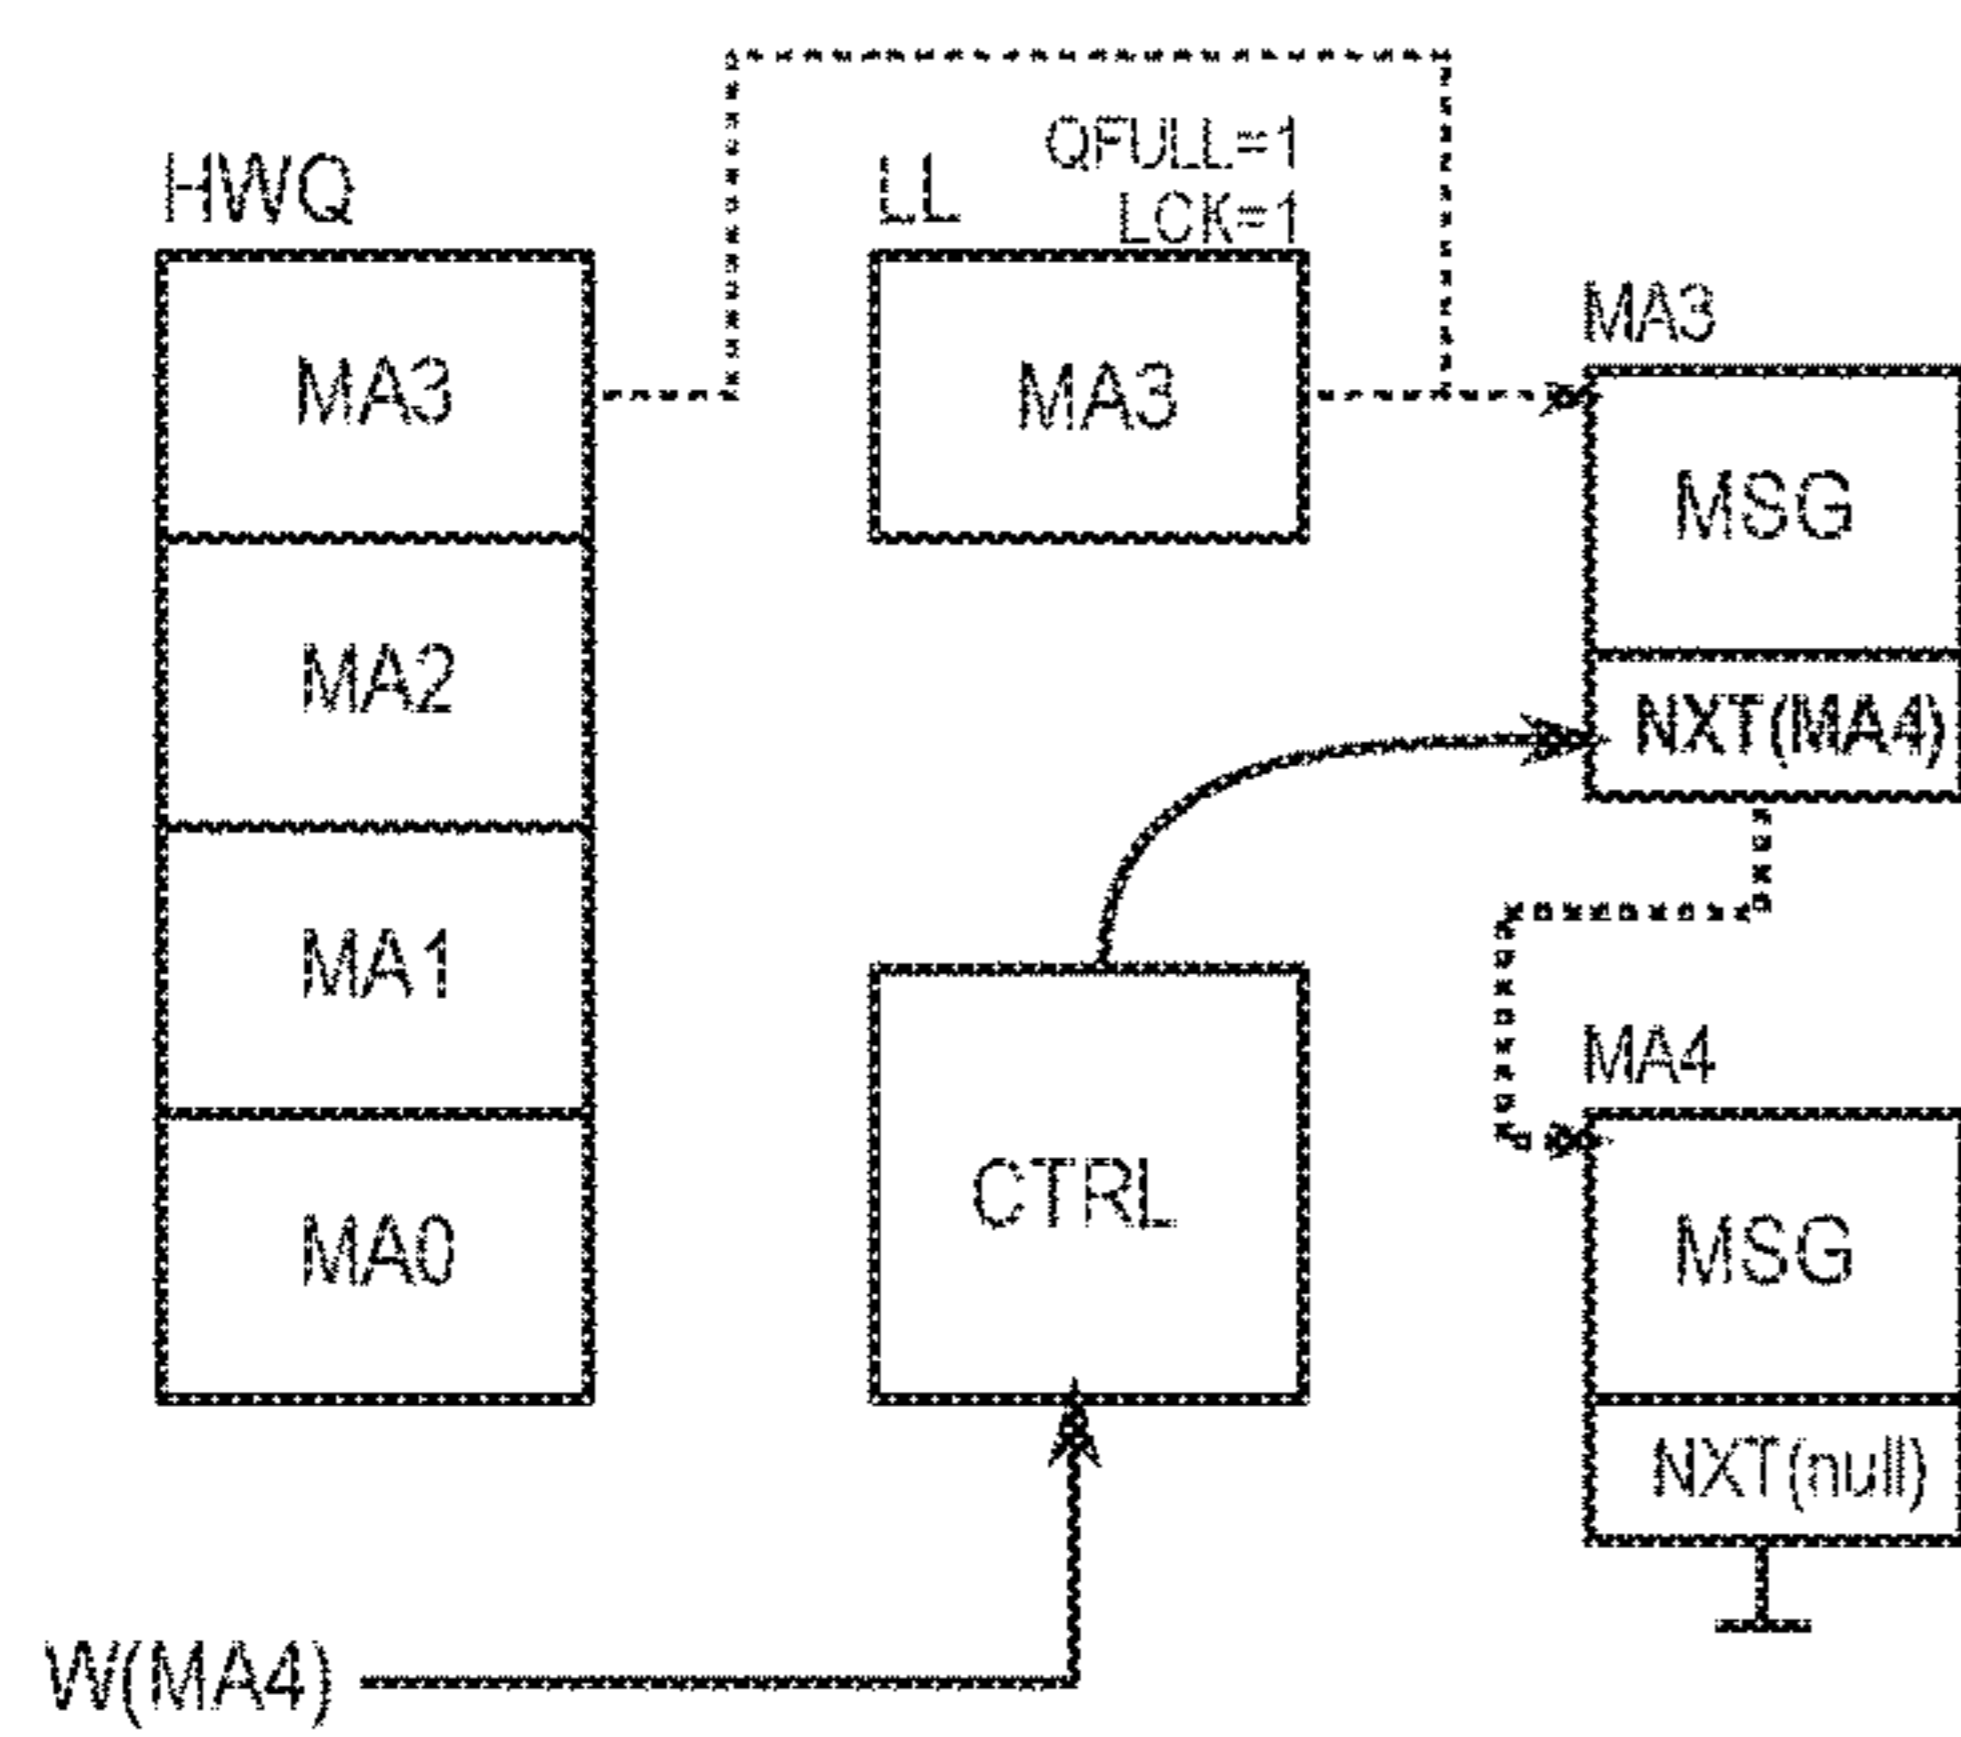 HWQ
LL
QFULL=1
LCK=1
MA3
MA2
MA1
MA0
MA3
CTRL
MA3
MSG
NXT(MA4)
MA4
MSG
NXT(null)
W(MA4)